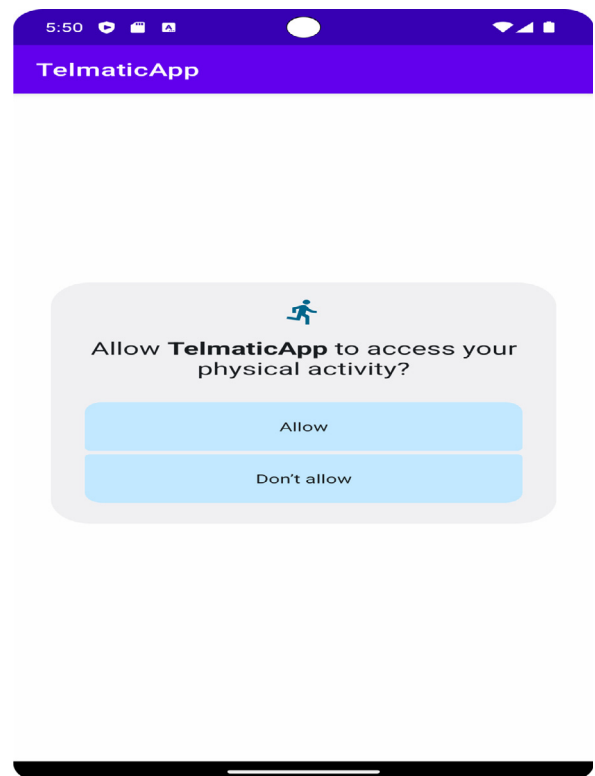 5:50
TelmaticApp
Allow TelmaticApp to access your
physical activity?
Allow
Don't allow